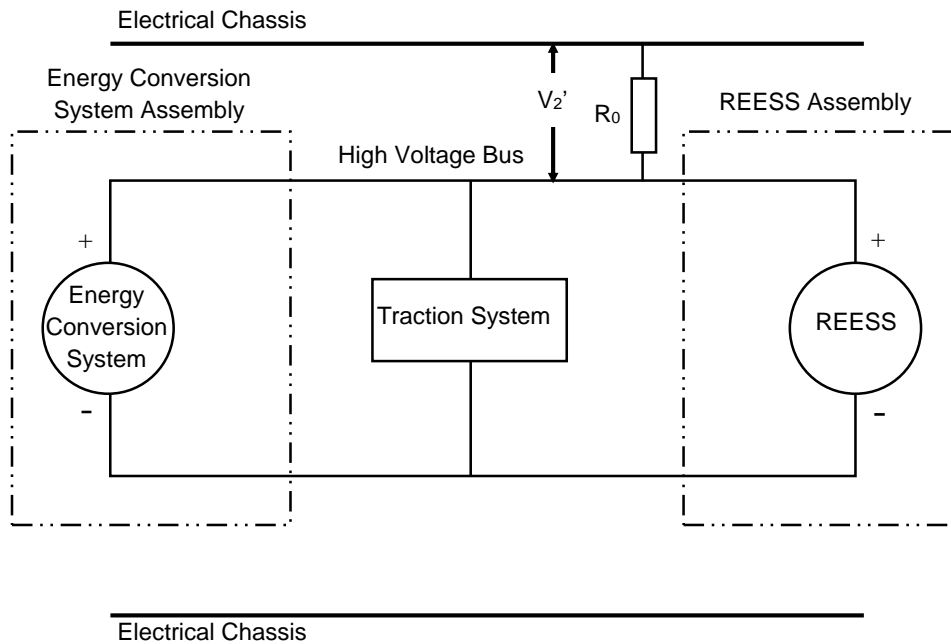 Electrical Chassis
Energy Conversion
System Assembly
V2’
R0
REESS Assembly
High Voltage Bus
+
+
Energy
Conversion
System
Traction System
REESS
-
-
Electrical Chassis